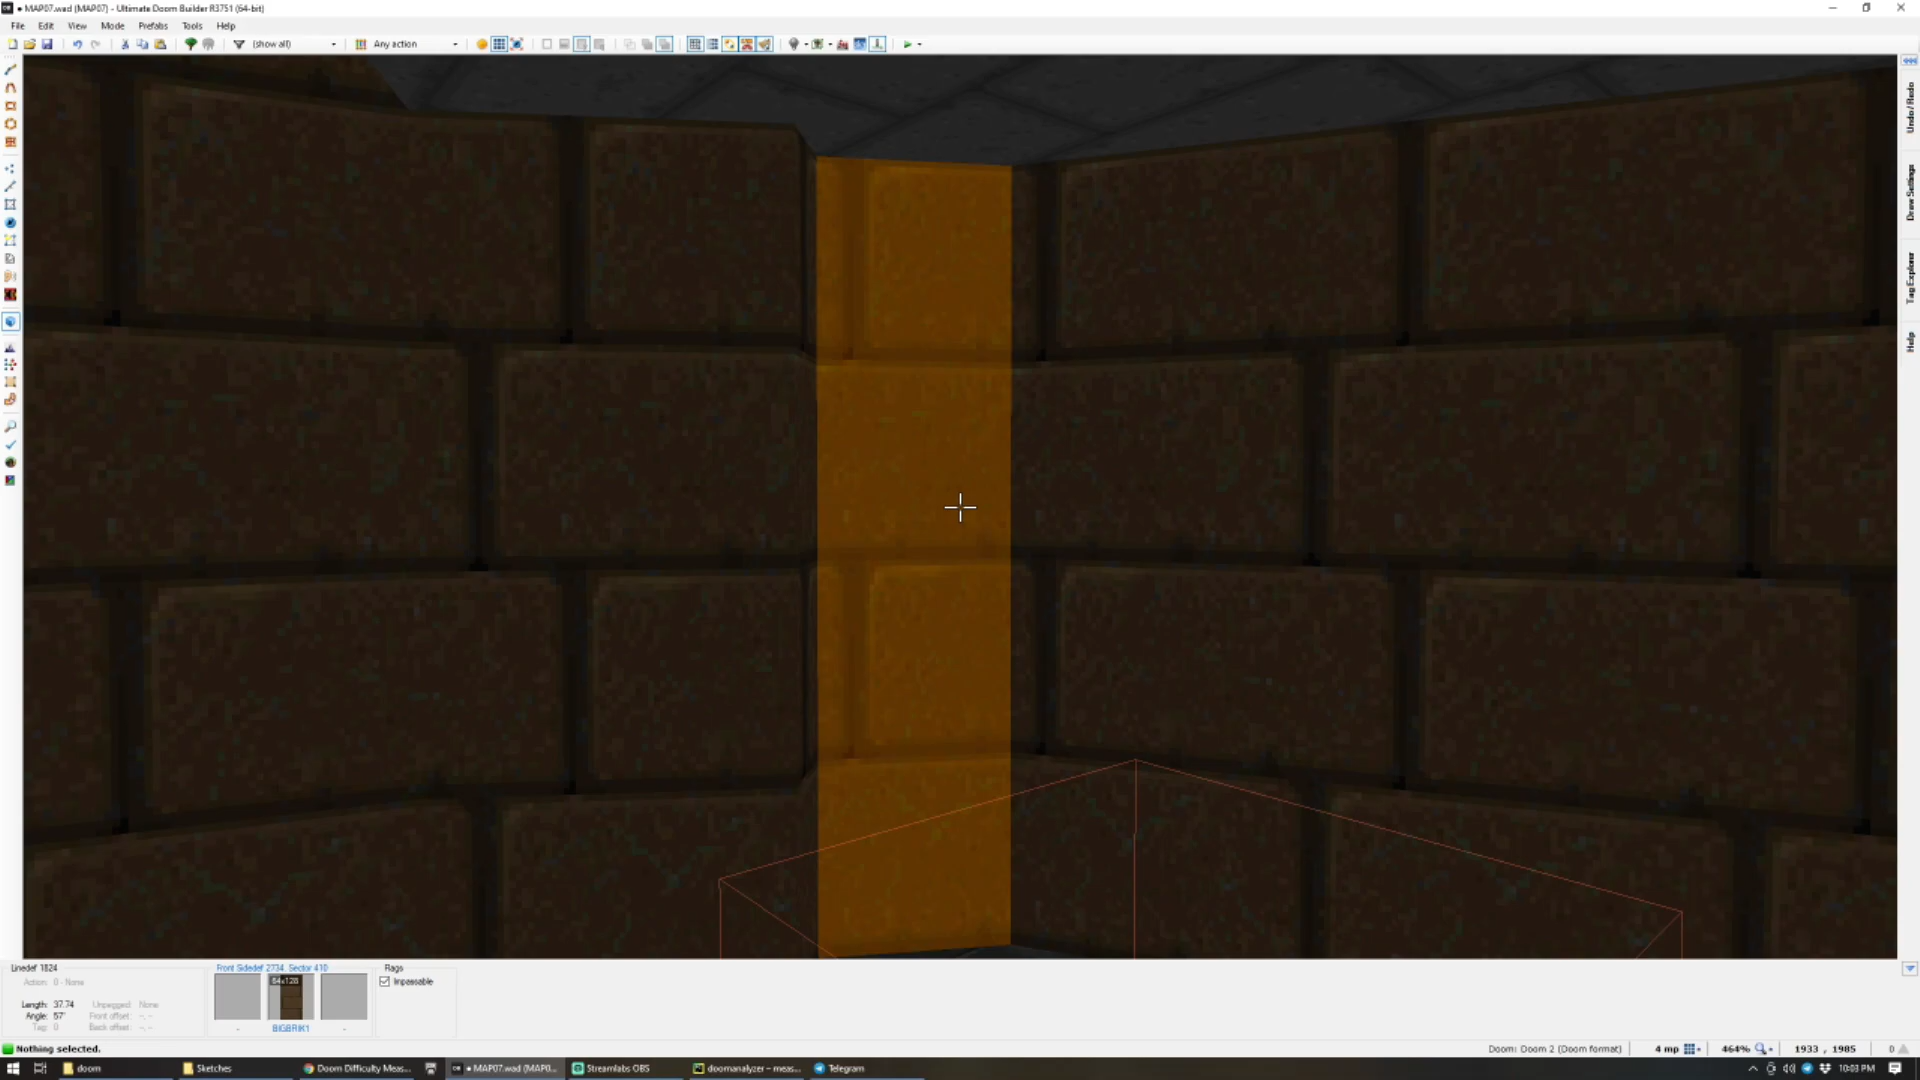 • MAP07.wad (MAP07) - Ultimate Doom Builder R3751 (64-bit)
File Edit View Mode Prefabs Tools Help
(show all) Any action
Undo/Redo
Draw Settings
Tag Explorer
Help
Linedef 1824
Action: 0 - None
Length: 37.74 Unpegged: None
Angle: 57° Front offset: --, --
Tag: 0 Back offset: --, --
Front Sidedef 2734. Sector 410
64x128
- BIGBRIK1 -
Flags
Impassable
Nothing selected.
Doom: Doom 2 (Doom format) 4 mp 464% 1933 , 1985 0
doom Sketches Doom Difficulty Meas... • MAP07.wad (MAP0... Streamlabs OBS doomanalyzer – meas... Telegram 10:03 PM